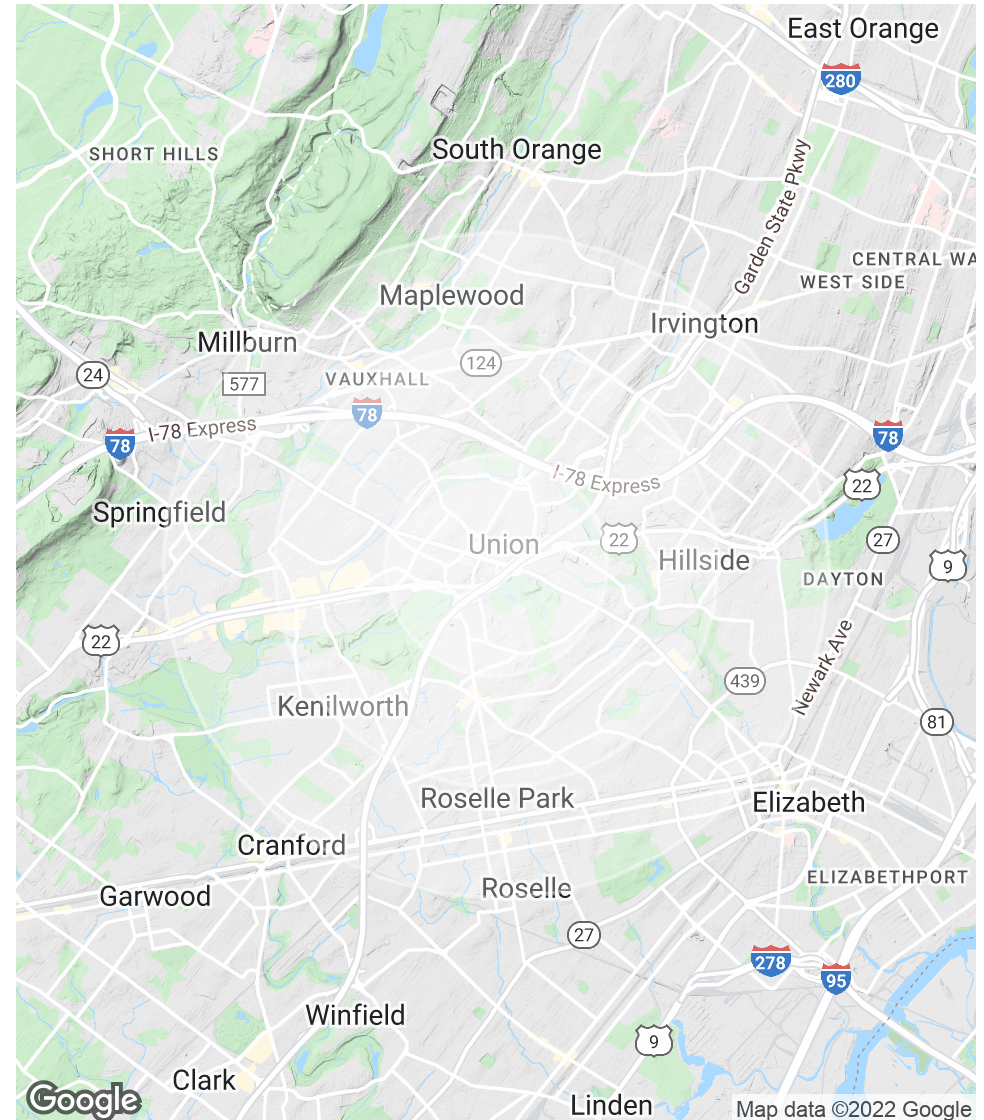 East Orange
280
South Orange
SHORT HILLS
Garden State Pkwy
CENTRAL WA
WEST SIDE
Maplewood
Irvington
Millburn
124
24
577
VAUXHALL
78
I-78 Express
78
78
I-78 Express
22
Springfield
22
27
Union
Hillside
9
DAYTON
22
Newark Ave
439
Kenilworth
81
Roselle Park
Elizabeth
Cranford
ELIZABETHPORT
Roselle
Garwood
27
278
95
Winfield
9
Clark
Linden
Google
Map data ©2022 Google